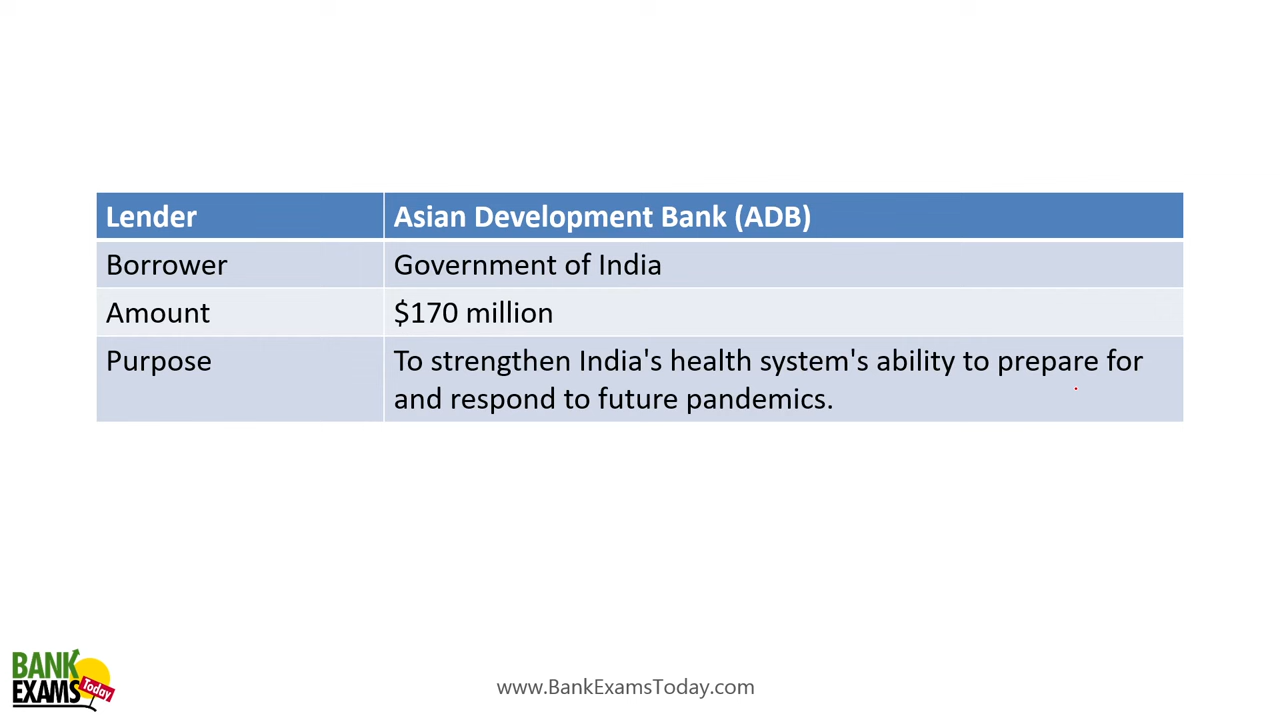 Lender Asian Development Bank (ADB)
Borrower Government of India
Amount $170 million
Purpose To strengthen India's health system's ability to prepare for
and respond to future pandemics.
BANK
EXAMS
Today
www.BankExamsToday.com